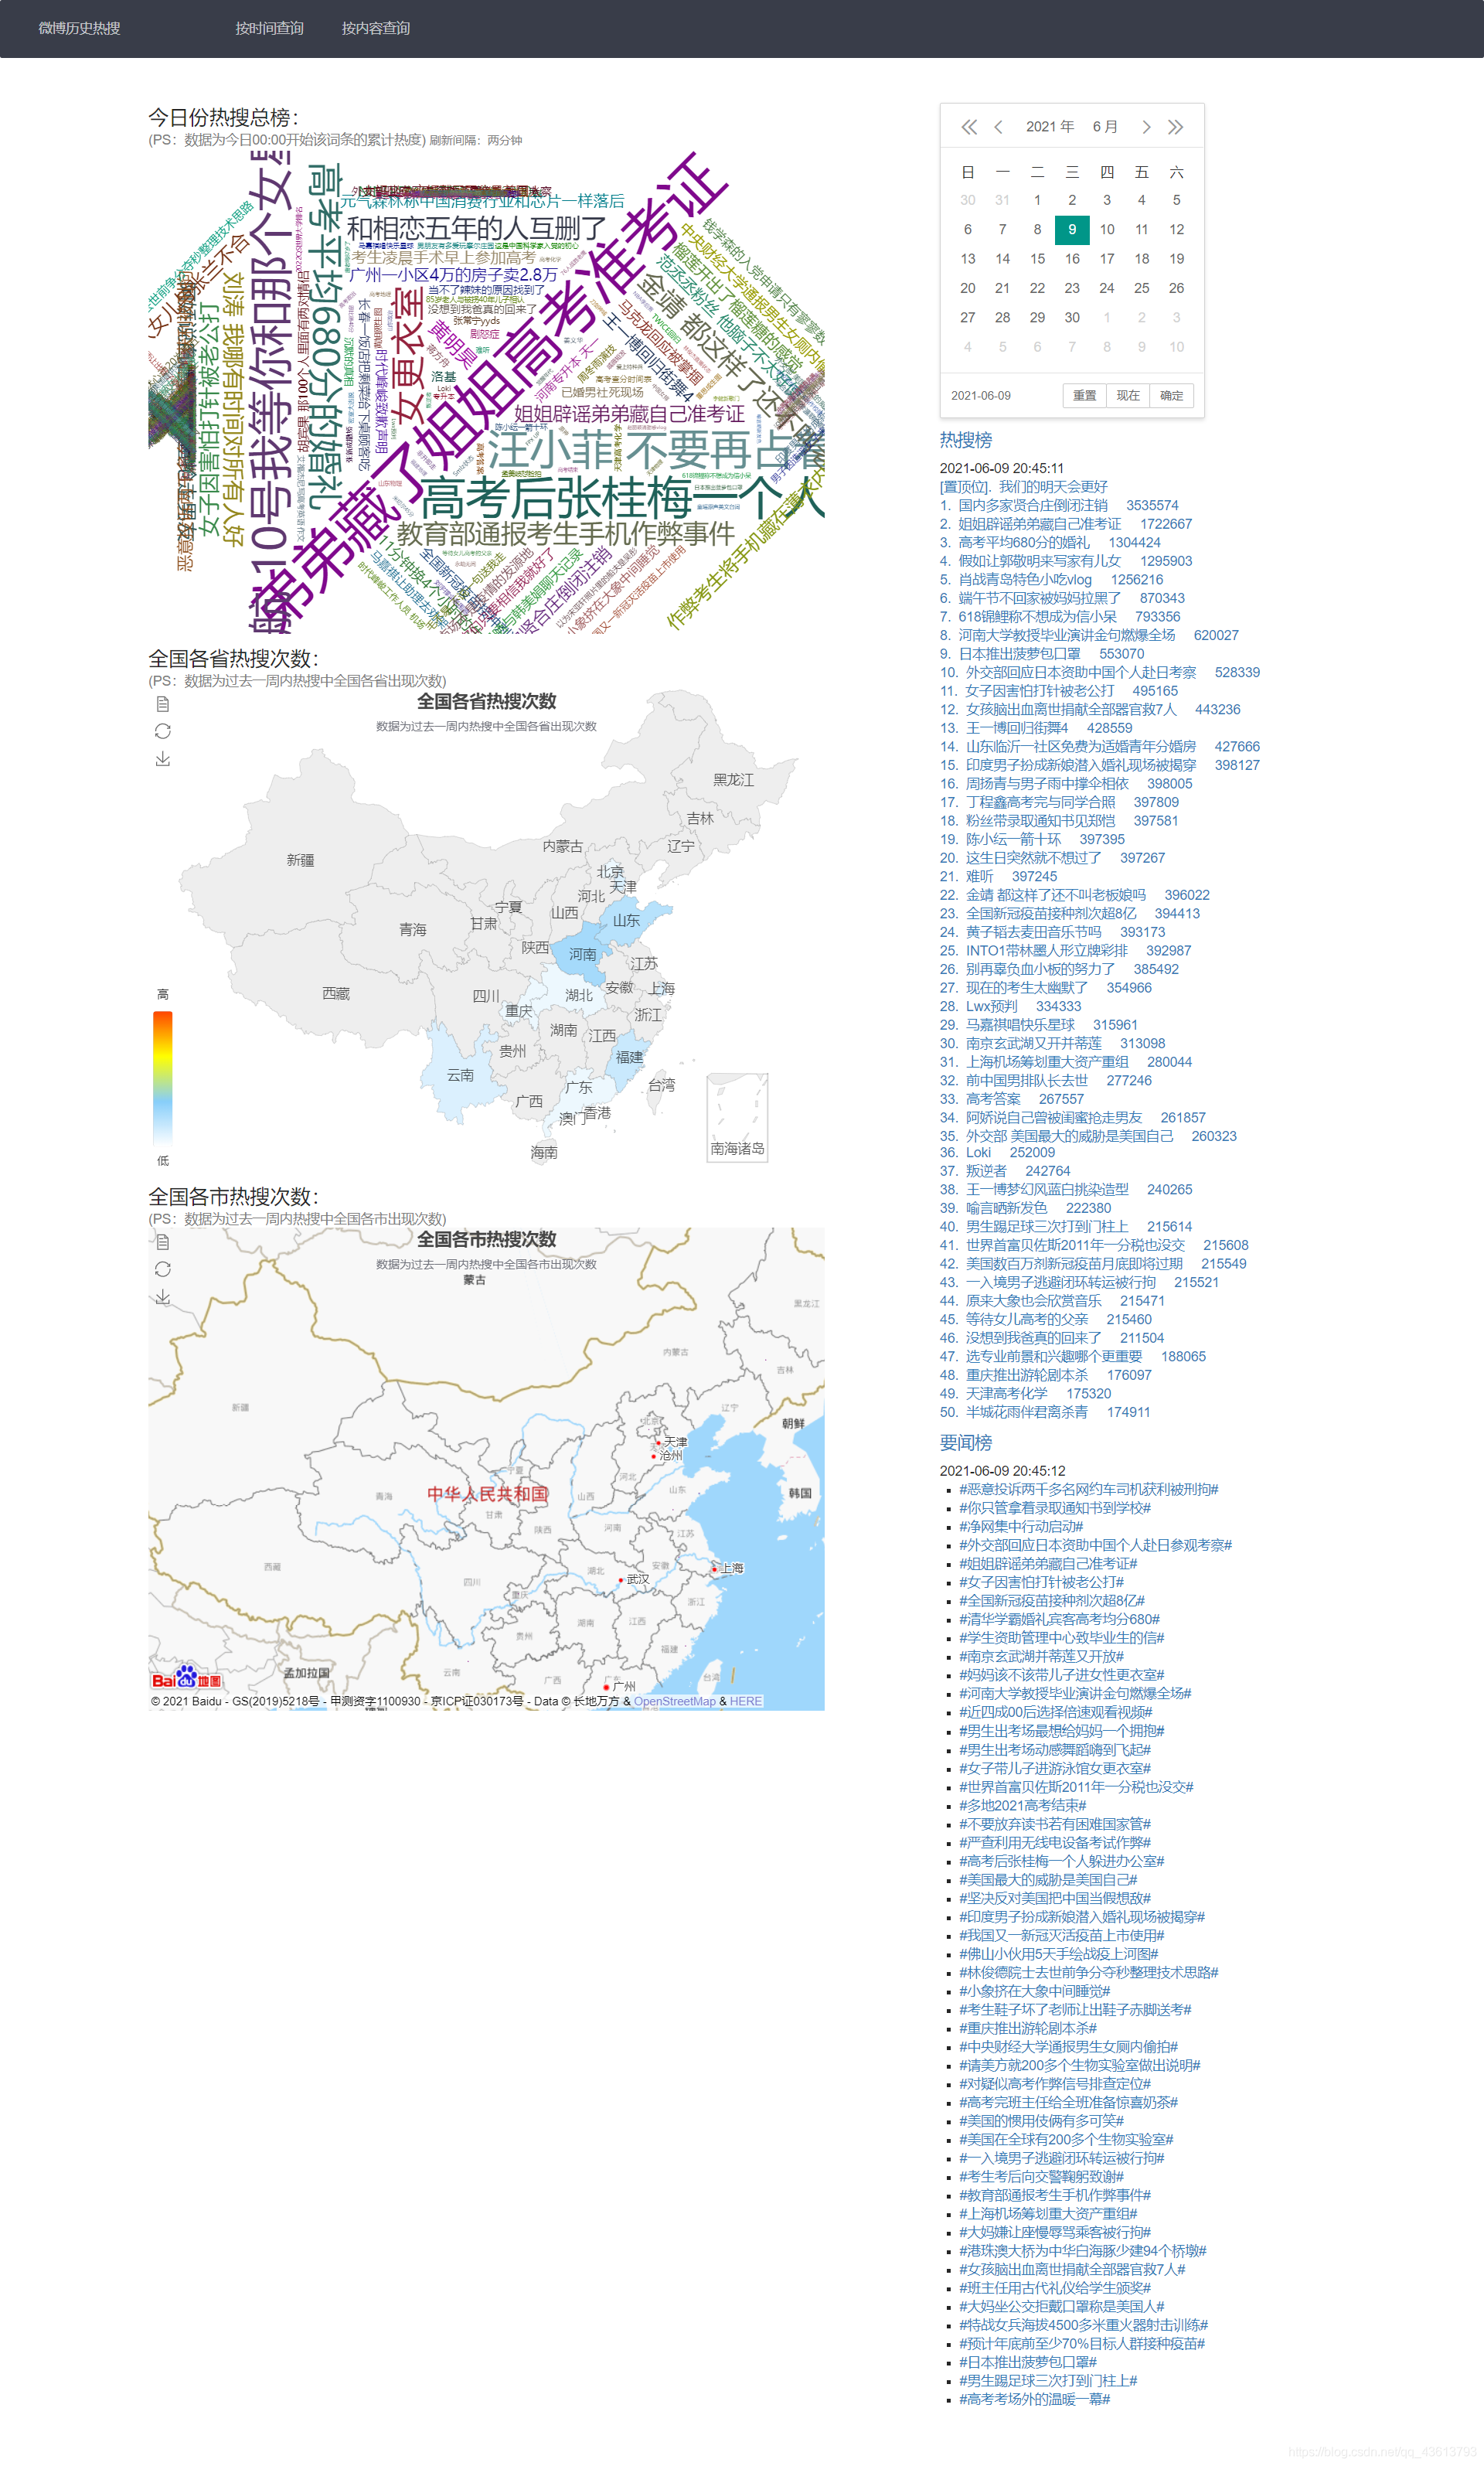 微博历史热搜
按时间查询
按内容查询
今日份热搜总榜：
(PS：数据为今日00:00开始该词条的累计热度) 刷新间隔：两分钟
元气森林称中国消费行业和芯片一样落后
和相恋五年的人互删了
考生凌晨手术早上参加高考
广州一小区4万的房子卖2.8万
当不了辣妹的原因找到了
85岁老人与被拐40年儿子相认
没想到我爸真的回来了
张常宁yyds
剧怒症
黄明昊
洛基
Loki
专升本
女更衣室
高考平均680分的婚礼
刘涛 我哪有时间对所有人好
女子因害怕打针被老公打
弟弟藏了姐姐高考准考证
王一博回归街舞4
马克龙回应被掌掴
已婚男社死现场
姐姐辟谣弟弟藏自己准考证
汪小菲 不要再占
高考后张桂梅一个人
教育部通报考生手机作弊事件
全国各省热搜次数：
(PS：数据为过去一周内热搜中全国各省出现次数)
全国各省热搜次数
数据为过去一周内热搜中全国各省出现次数
黑龙江
吉林
辽宁
内蒙古
新疆
北京
天津
河北
山西
宁夏
甘肃
青海
山东
陕西
河南
江苏
西藏
四川
重庆
湖北
安徽
上海
浙江
湖南
江西
贵州
福建
云南
广西
广东
台湾
澳门
香港
海南
南海诸岛
高
低
全国各市热搜次数：
(PS：数据为过去一周内热搜中全国各市出现次数)
全国各市热搜次数
数据为过去一周内热搜中全国各市出现次数
蒙古
黑龙江
内蒙古
吉林
新疆
辽宁
北京
朝鲜
天津
沧州
宁夏
河北
中华人民共和国
青海
山西
山东
韩国
甘肃
陕西
河南
江苏
西藏
四川
湖北
安徽
上海
武汉
重庆
浙江
湖南
江西
贵州
福建
孟加拉国
云南
广西
台湾
广州
Bai 地图
© 2021 Baidu - GS(2019)5218号 - 甲测资字1100930 - 京ICP证030173号 - Data © 长地万方 & OpenStreetMap & HERE
2021 年 6 月
日 一 二 三 四 五 六
30 31 1 2 3 4 5
6 7 8 9 10 11 12
13 14 15 16 17 18 19
20 21 22 23 24 25 26
27 28 29 30 1 2 3
4 5 6 7 8 9 10
2021-06-09 重置 现在 确定
热搜榜
2021-06-09 20:45:11
[置顶位]. 我们的明天会更好
1. 国内多家贤合庄倒闭注销 3535574
2. 姐姐辟谣弟弟藏自己准考证 1722667
3. 高考平均680分的婚礼 1304424
4. 假如让郭敬明来写家有儿女 1295903
5. 肖战青岛特色小吃vlog 1256216
6. 端午节不回家被妈妈拉黑了 870343
7. 618锦鲤称不想成为信小呆 793356
8. 河南大学教授毕业演讲金句燃爆全场 620027
9. 日本推出菠萝包口罩 553070
10. 外交部回应日本资助中国个人赴日考察 528339
11. 女子因害怕打针被老公打 495165
12. 女孩脑出血离世捐献全部器官救7人 443236
13. 王一博回归街舞4 428559
14. 山东临沂一社区免费为适婚青年分婚房 427666
15. 印度男子扮成新娘潜入婚礼现场被揭穿 398127
16. 周扬青与男子雨中撑伞相依 398005
17. 丁程鑫高考完与同学合照 397809
18. 粉丝带录取通知书见郑恺 397581
19. 陈小纭一箭十环 397395
20. 这生日突然就不想过了 397267
21. 难听 397245
22. 金靖 都这样了还不叫老板娘吗 396022
23. 全国新冠疫苗接种剂次超8亿 394413
24. 黄子韬去麦田音乐节吗 393173
25. INTO1带林墨人形立牌彩排 392987
26. 别再辜负血小板的努力了 385492
27. 现在的考生太幽默了 354966
28. Lwx预判 334333
29. 马嘉祺唱快乐星球 315961
30. 南京玄武湖又开并蒂莲 313098
31. 上海机场筹划重大资产重组 280044
32. 前中国男排队长去世 277246
33. 高考答案 267557
34. 阿娇说自己曾被闺蜜抢走男友 261857
35. 外交部 美国最大的威胁是美国自己 260323
36. Loki 252009
37. 叛逆者 242764
38. 王一博梦幻风蓝白挑染造型 240265
39. 喻言晒新发色 222380
40. 男生踢足球三次打到门柱上 215614
41. 世界首富贝佐斯2011年一分税也没交 215608
42. 美国数百万剂新冠疫苗月底即将过期 215549
43. 一入境男子逃避闭环转运被行拘 215521
44. 原来大象也会欣赏音乐 215471
45. 等待女儿高考的父亲 215460
46. 没想到我爸真的回来了 211504
47. 选专业前景和兴趣哪个更重要 188065
48. 重庆推出游轮剧本杀 176097
49. 天津高考化学 175320
50. 半城花雨伴君离杀青 174911
要闻榜
2021-06-09 20:45:12
#恶意投诉两千多名网约车司机获利被刑拘#
#你只管拿着录取通知书到学校#
#净网集中行动启动#
#外交部回应日本资助中国个人赴日参观考察#
#姐姐辟谣弟弟藏自己准考证#
#女子因害怕打针被老公打#
#全国新冠疫苗接种剂次超8亿#
#清华学霸婚礼宾客高考均分680#
#学生资助管理中心致毕业生的信#
#南京玄武湖并蒂莲又开放#
#妈妈该不该带儿子进女性更衣室#
#河南大学教授毕业演讲金句燃爆全场#
#近四成00后选择倍速观看视频#
#男生出考场最想给妈妈一个拥抱#
#男生出考场动感舞蹈嗨到飞起#
#女子带儿子进游泳馆女更衣室#
#世界首富贝佐斯2011年一分税也没交#
#多地2021高考结束#
#不要放弃读书若有困难国家管#
#严查利用无线电设备考试作弊#
#高考后张桂梅一个人躲进办公室#
#美国最大的威胁是美国自己#
#坚决反对美国把中国当假想敌#
#印度男子扮成新娘潜入婚礼现场被揭穿#
#我国又一新冠灭活疫苗上市使用#
#佛山小伙用5天手绘战疫上河图#
#林俊德院士去世前争分夺秒整理技术思路#
#小象挤在大象中间睡觉#
#考生鞋子坏了老师让出鞋子赤脚送考#
#重庆推出游轮剧本杀#
#中央财经大学通报男生女厕内偷拍#
#请美方就200多个生物实验室做出说明#
#对疑似高考作弊信号排查定位#
#高考完班主任给全班准备惊喜奶茶#
#美国的惯用伎俩有多可笑#
#美国在全球有200多个生物实验室#
#一入境男子逃避闭环转运被行拘#
#考生考后向交警鞠躬致谢#
#教育部通报考生手机作弊事件#
#上海机场筹划重大资产重组#
#大妈嫌让座慢辱骂乘客被行拘#
#港珠澳大桥为中华白海豚少建94个桥墩#
#女孩脑出血离世捐献全部器官救7人#
#班主任用古代礼仪给学生颁奖#
#大妈坐公交拒戴口罩称是美国人#
#特战女兵海拔4500多米重火器射击训练#
#预计年底前至少70%目标人群接种疫苗#
#日本推出菠萝包口罩#
#男生踢足球三次打到门柱上#
#高考考场外的温暖一幕#
https://blog.csdn.net/qq_43613793